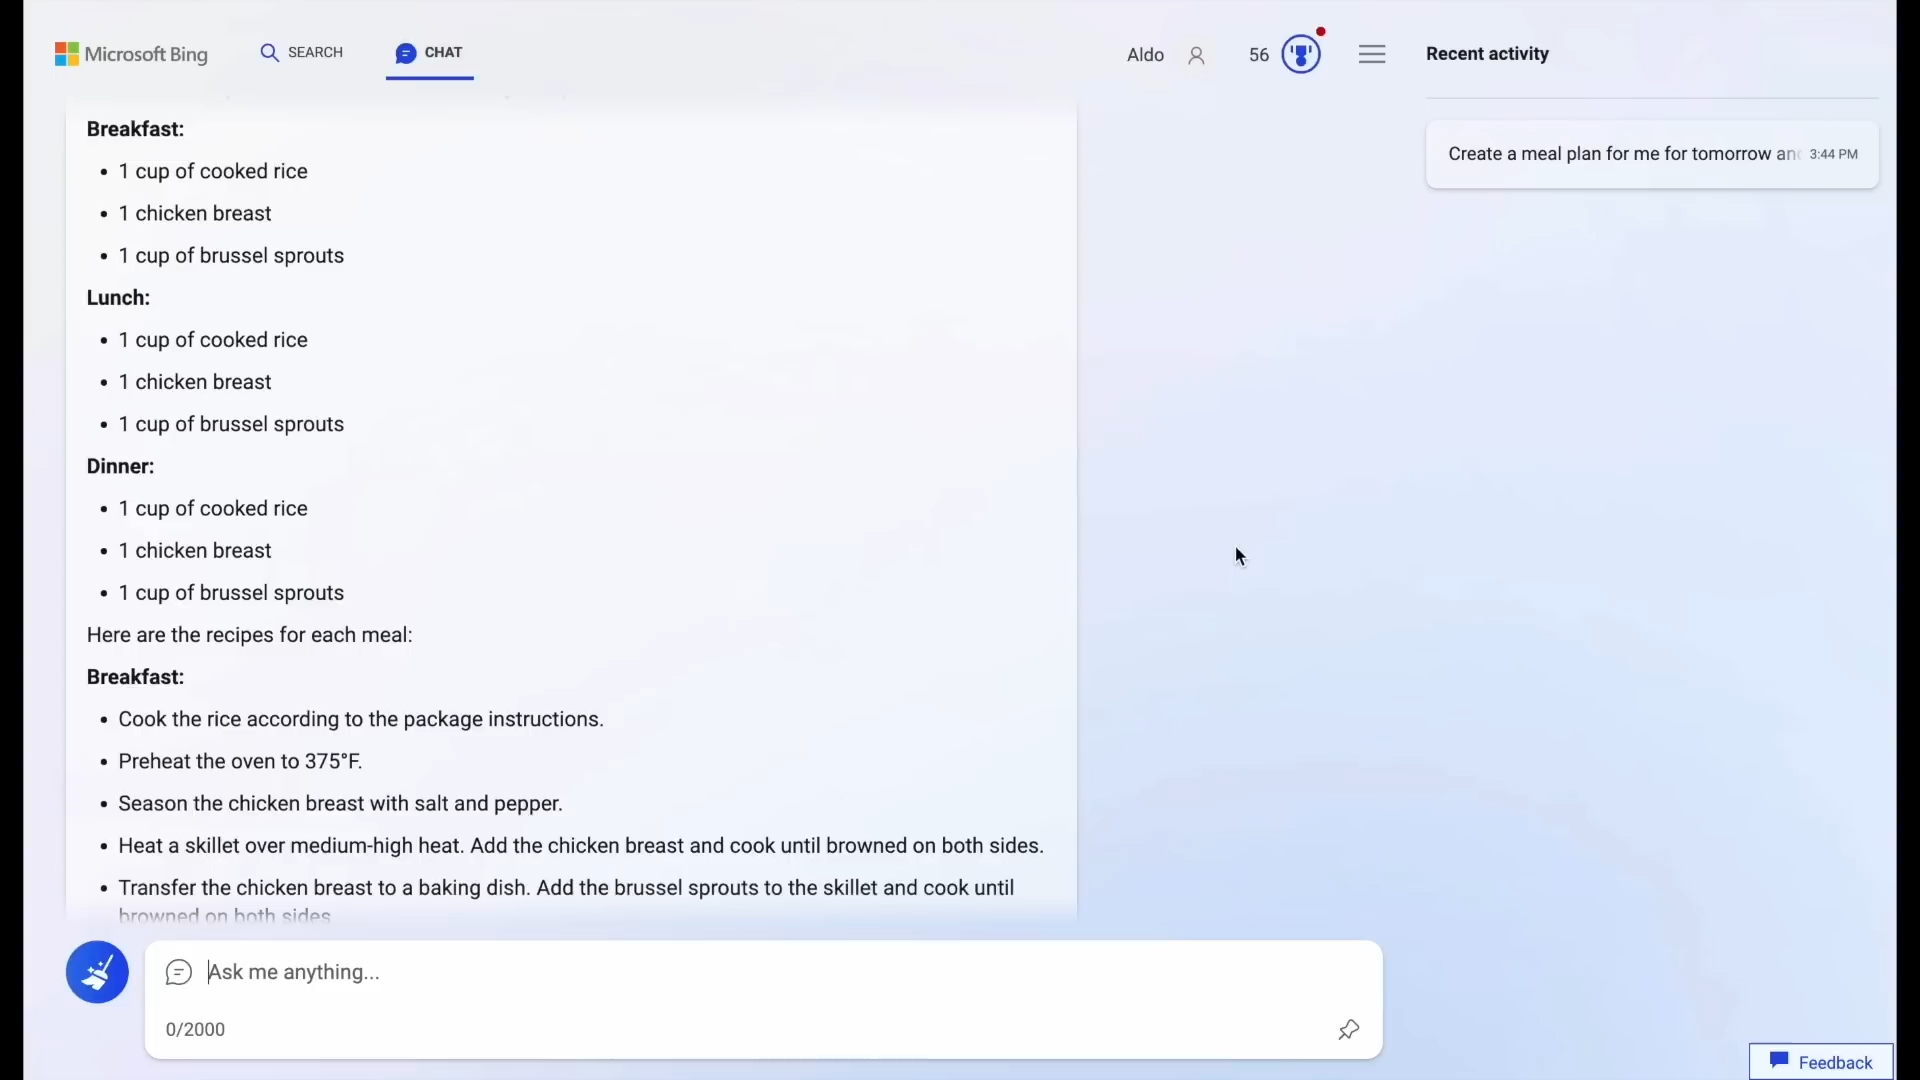 Microsoft Bing
SEARCH
CHAT
Aldo
56
Recent activity
Create a meal plan for me for tomorrow
3:44 PM
Breakfast:
• 1 cup of cooked rice
• 1 chicken breast
• 1 cup of brussel sprouts
Lunch:
• 1 cup of cooked rice
• 1 chicken breast
• 1 cup of brussel sprouts
Dinner:
• 1 cup of cooked rice
• 1 chicken breast
• 1 cup of brussel sprouts
Here are the recipes for each meal:
Breakfast:
• Cook the rice according to the package instructions.
• Preheat the oven to 375°F.
• Season the chicken breast with salt and pepper.
• Heat a skillet over medium-high heat. Add the chicken breast and cook until browned on both sides.
• Transfer the chicken breast to a baking dish. Add the brussel sprouts to the skillet and cook until
browned on both sides
Ask me anything...
0/2000
Feedback